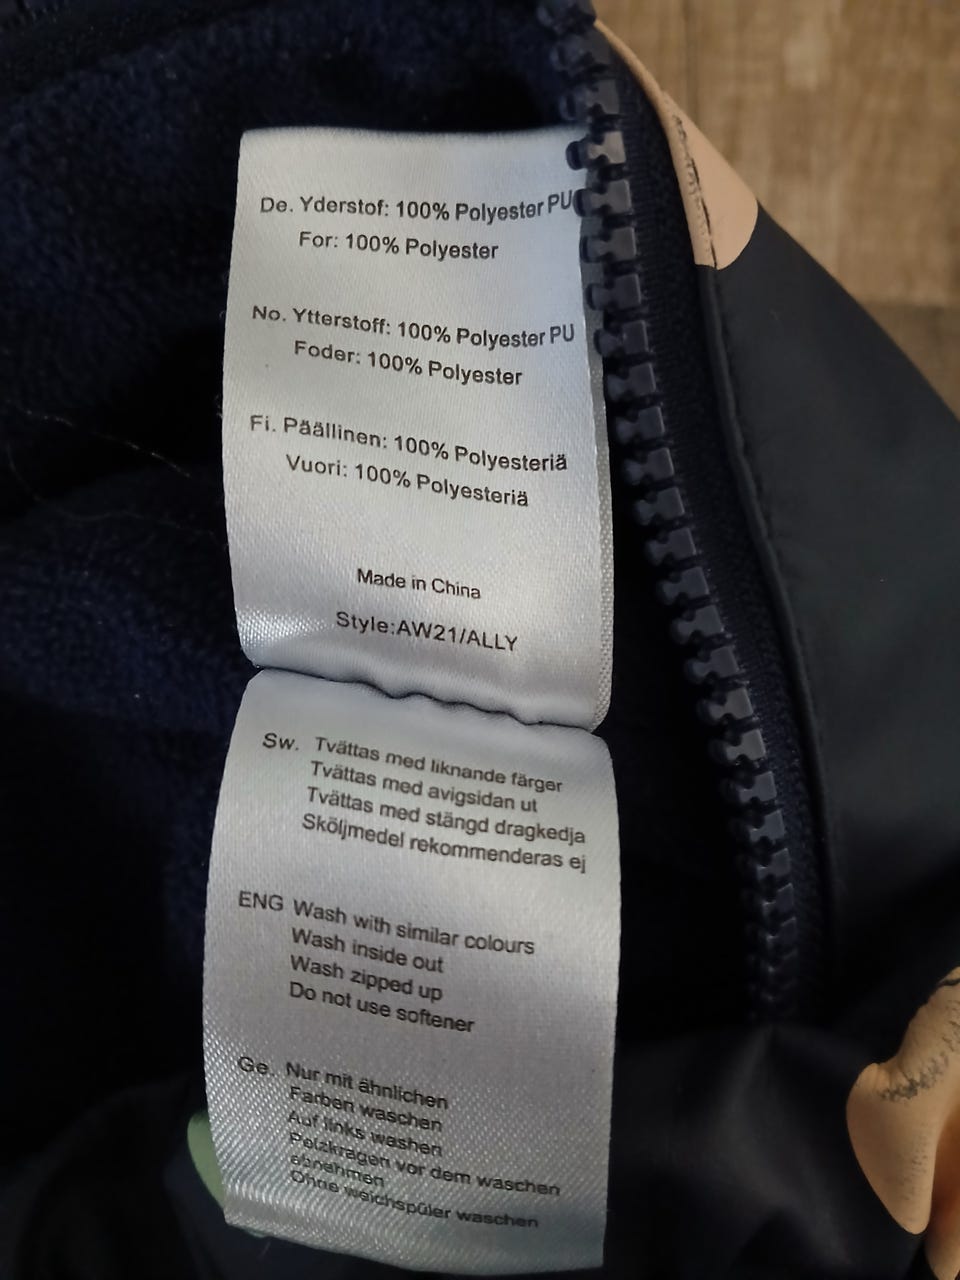 De. Yderstof: 100% Polyester PU
For: 100% Polyester
No. Ytterstoff: 100% Polyester PU
Foder: 100% Polyester
Fi. Päällinen: 100% Polyesteriä
Vuori: 100% Polyesteriä
Made in China
Style:AW21/ALLY
Sw. Tvättas med liknande färger
Tvättas med avigsidan ut
Tvättas med stängd dragkedja
Sköljmedel rekommenderas ej
ENG Wash with similar colours
Wash inside out
Wash zipped up
Do not use softener
Ge. Nur mit ähnlichen
Farben waschen
Auf links washen
Pelzkragen vor dem waschen
abnehmen
Ohne weichspüler waschen